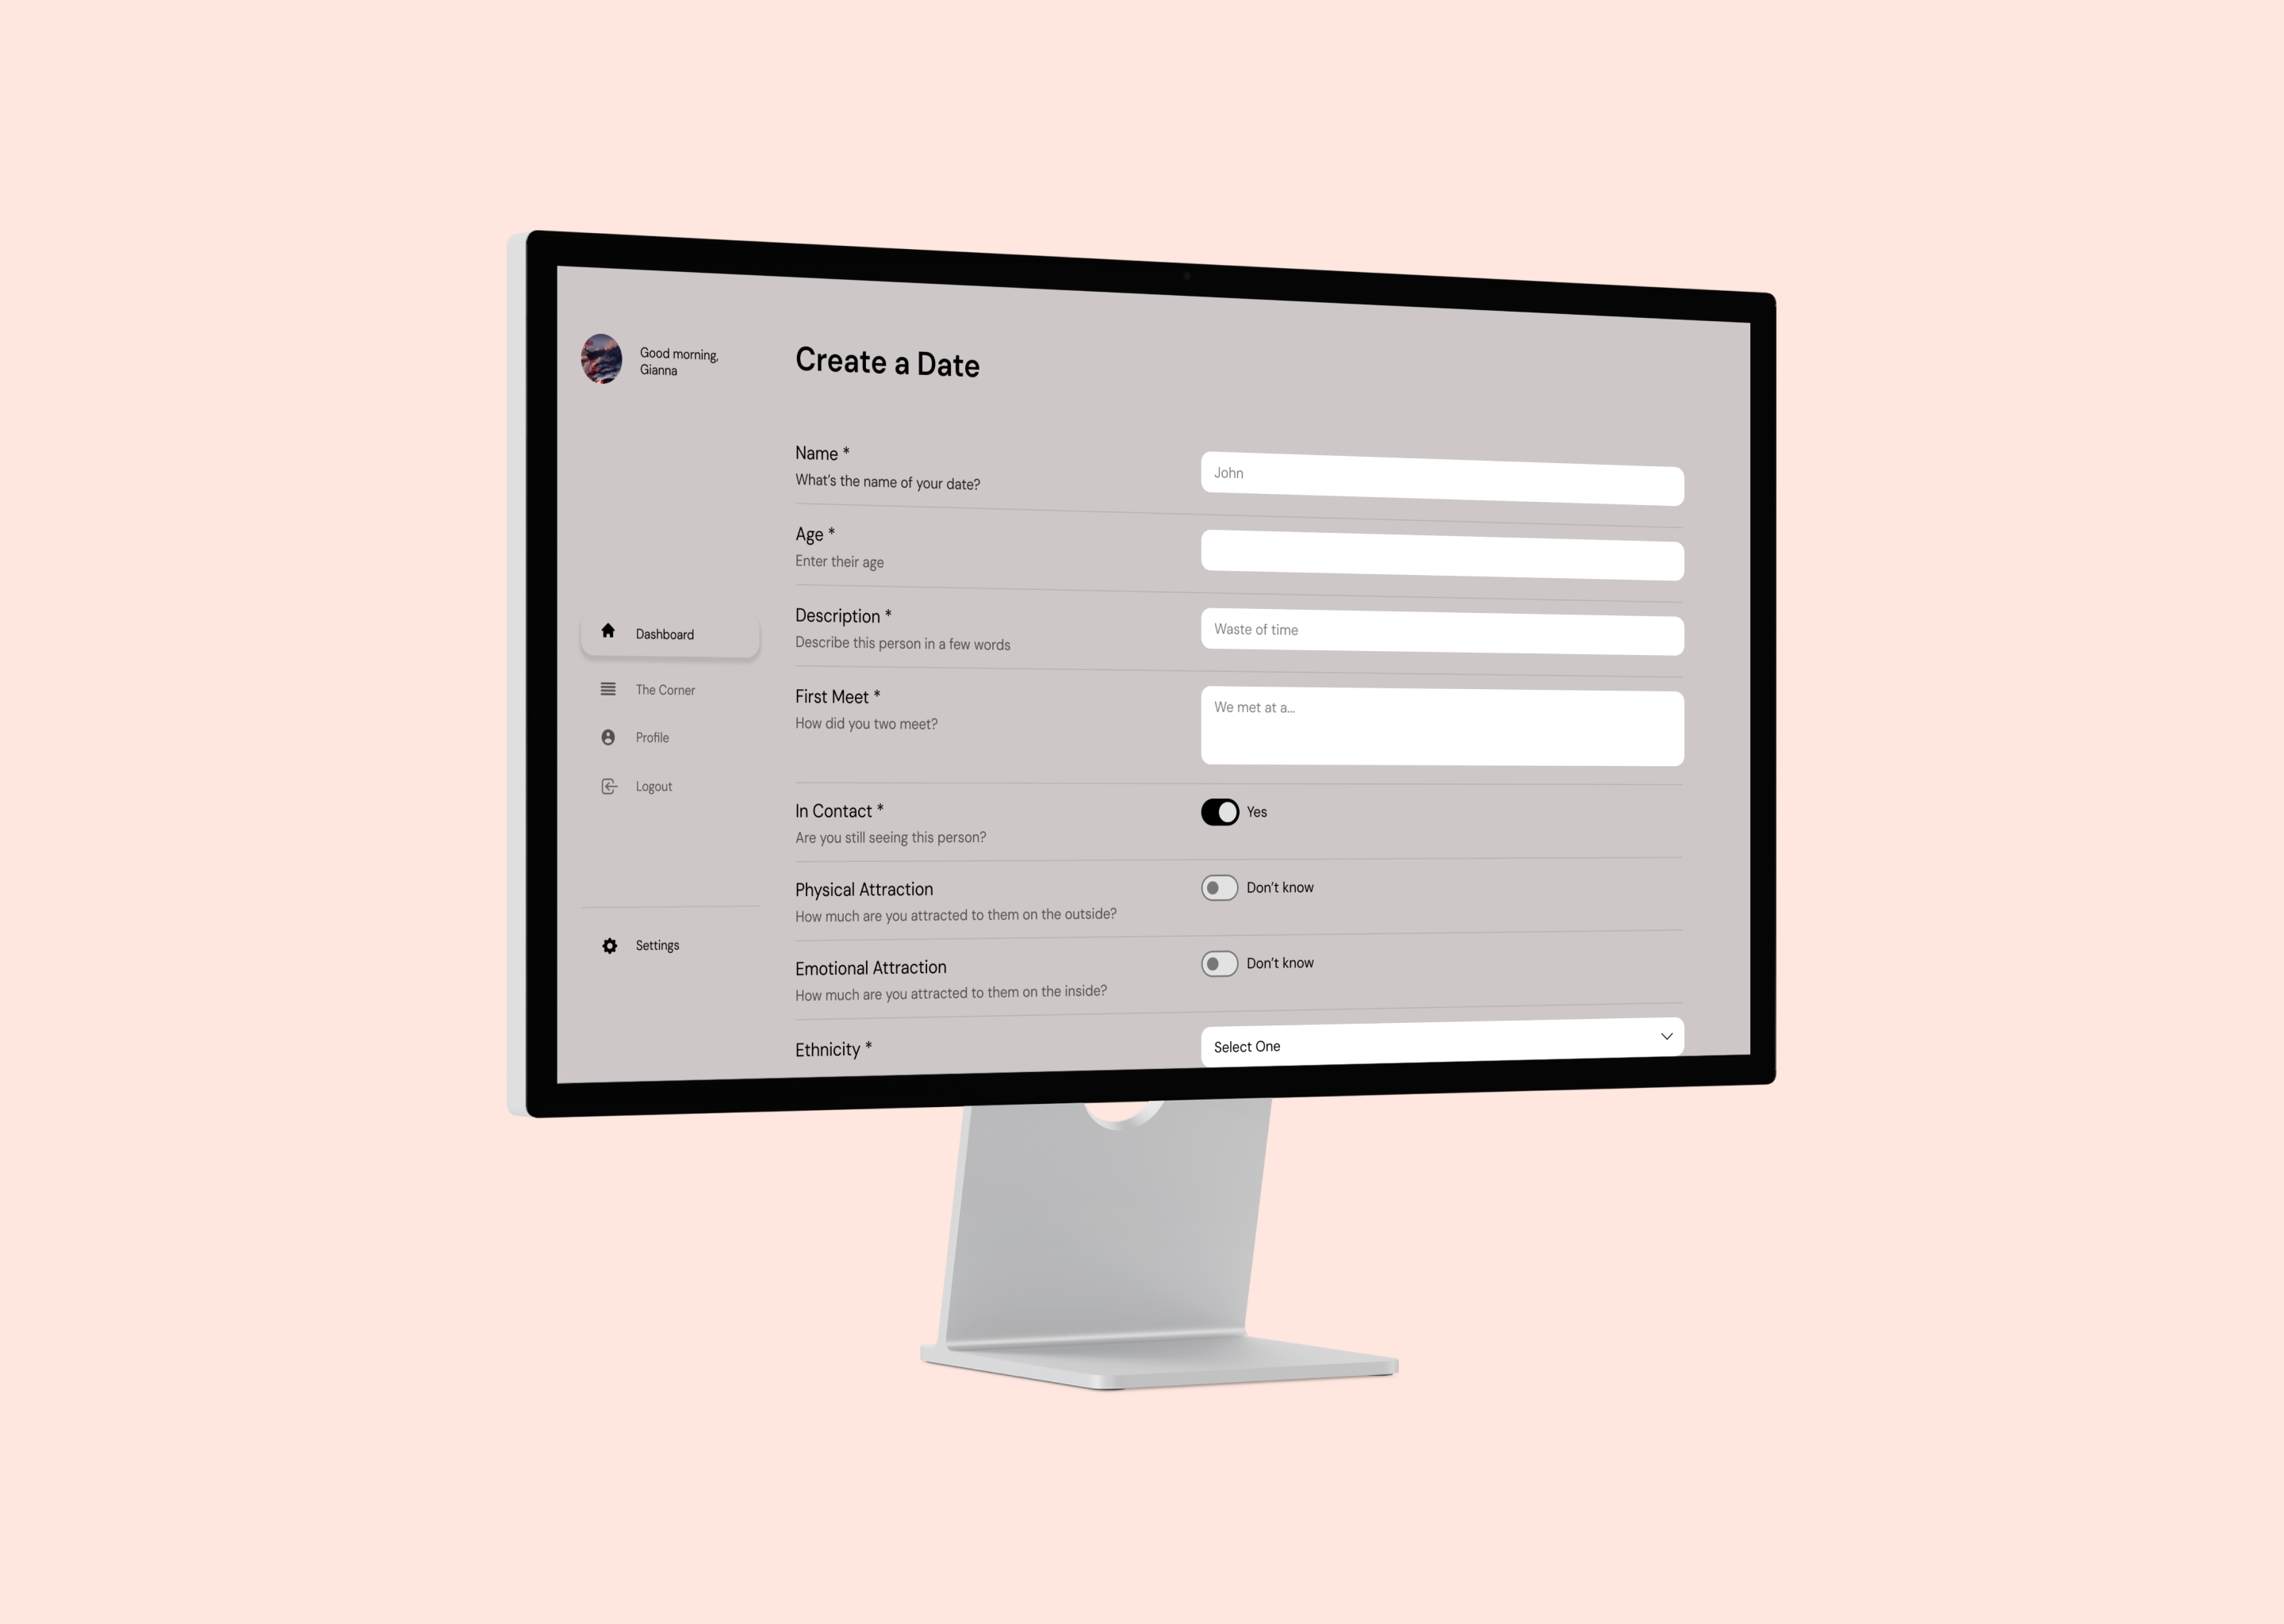 Good morning,
Gianna
Dashboard
The Corner
Profile
Logout
Settings
Create a Date
Name *
What's the name of your date?
John
Age *
Enter their age
Description *
Describe this person in a few words
Waste of time
First Meet *
How did you two meet?
We met at a...
In Contact *
Are you still seeing this person?
Yes
Physical Attraction
How much are you attracted to them on the outside?
Don't know
Emotional Attraction
How much are you attracted to them on the inside?
Don't know
Ethnicity *
Select One